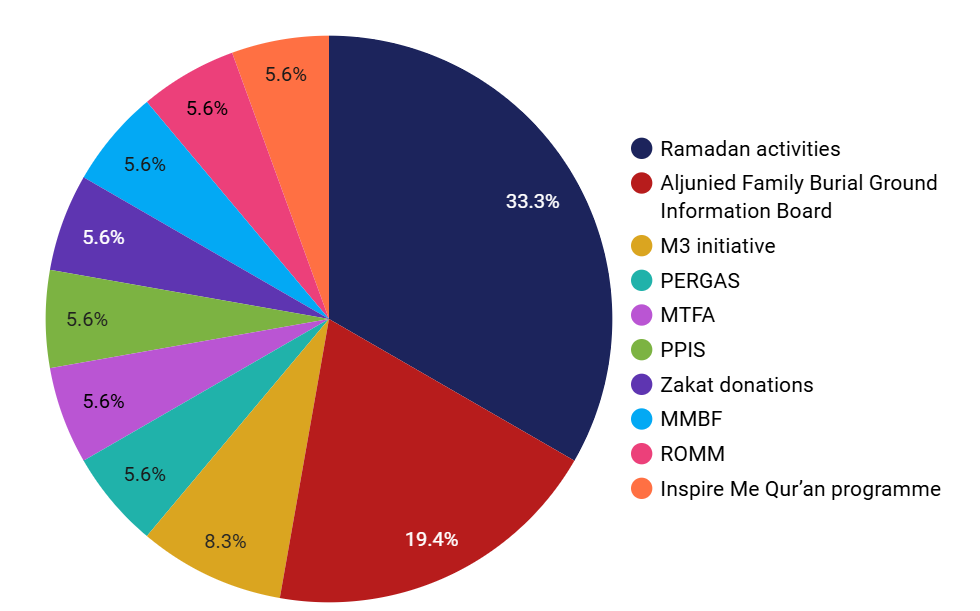 5.6%
5.6%
5.6%
5.6%
5.6%
5.6%
5.6%
8.3%
19.4%
33.3%
Ramadan activities
Aljunied Family Burial Ground
Information Board
M3 initiative
PERGAS
MTFA
PPIS
Zakat donations
MMBF
ROMM
Inspire Me Qur’an programme